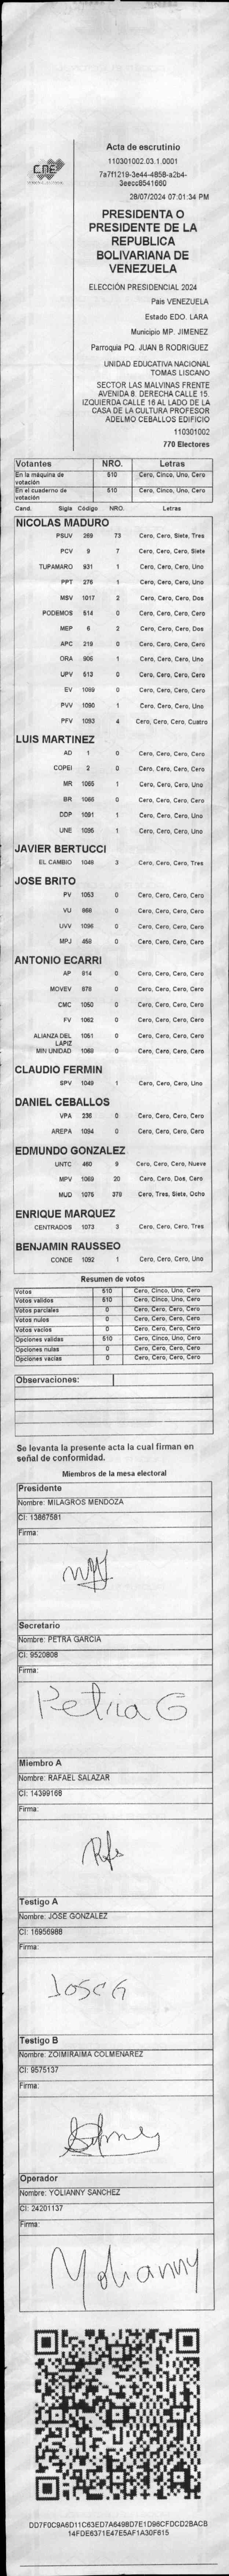 Acta de escrutinio
CNE
110301002.03.1.0001
7a7f1219-3e44-4858-a2b4-
3eecc8541660
28/07/2024 07:01:34 PM
PRESIDENTA O
PRESIDENTE DE LA
REPUBLICA
BOLIVARIANA DE
VENEZUELA
ELECCIÓN PRESIDENCIAL 2024
Pais VENEZUELA
Estado EDO. LARA
Municipio MP. JIMENEZ
Parroquia PQ. JUAN B RODRIGUEZ
UNIDAD EDUCATIVA NACIONAL
TOMAS LISCANO
SECTOR LAS MALVINAS FRENTE
AVENIDA 8. DERECHA CALLE 15.
IZQUIERDA CALLE 16 AL LADO DE LA
CASA DE LA CULTURA PROFESOR
ADELMO CEBALLOS EDIFICIO
110301002
770 Electores
Votantes NRO. Letras
En la máquina de votación 510 Cero, Cinco, Uno, Cero
En el cuaderno de votación 510 Cero, Cinco, Uno, Cero
Cand. Sigla Código NRO. Letras
NICOLAS MADURO
PSUV 269 73 Cero, Cero, Siete, Tres
PCV 9 7 Cero, Cero, Cero, Siete
TUPAMARO 931 1 Cero, Cero, Cero, Uno
PPT 276 1 Cero, Cero, Cero, Uno
MSV 1017 2 Cero, Cero, Cero, Dos
PODEMOS 514 0 Cero, Cero, Cero, Cero
MEP 6 2 Cero, Cero, Cero, Dos
APC 219 0 Cero, Cero, Cero, Cero
ORA 906 1 Cero, Cero, Cero, Uno
UPV 513 0 Cero, Cero, Cero, Cero
EV 1069 0 Cero, Cero, Cero, Cero
PVV 1090 1 Cero, Cero, Cero, Uno
PFV 1093 4 Cero, Cero, Cero, Cuatro
LUIS MARTINEZ
AD 1 0 Cero, Cero, Cero, Cero
COPEI 2 0 Cero, Cero, Cero, Cero
MR 1065 1 Cero, Cero, Cero, Uno
BR 1066 0 Cero, Cero, Cero, Cero
DDP 1091 1 Cero, Cero, Cero, Uno
UNE 1095 1 Cero, Cero, Cero, Uno
JAVIER BERTUCCI
EL CAMBIO 1048 3 Cero, Cero, Cero, Tres
JOSE BRITO
PV 1053 0 Cero, Cero, Cero, Cero
VU 868 0 Cero, Cero, Cero, Cero
UVV 1096 0 Cero, Cero, Cero, Cero
MPJ 458 0 Cero, Cero, Cero, Cero
ANTONIO ECARRI
AP 814 0 Cero, Cero, Cero, Cero
MOVEV 878 0 Cero, Cero, Cero, Cero
CMC 1050 0 Cero, Cero, Cero, Cero
FV 1062 0 Cero, Cero, Cero, Cero
ALIANZA DEL LAPIZ 1051 0 Cero, Cero, Cero, Cero
MIN UNIDAD 1068 0 Cero, Cero, Cero, Cero
CLAUDIO FERMIN
SPV 1049 1 Cero, Cero, Cero, Uno
DANIEL CEBALLOS
VPA 236 0 Cero, Cero, Cero, Cero
AREPA 1094 0 Cero, Cero, Cero, Cero
EDMUNDO GONZALEZ
UNTC 460 9 Cero, Cero, Cero, Nueve
MPV 1089 20 Cero, Cero, Dos, Cero
MUD 1075 378 Cero, Tres, Siete, Ocho
ENRIQUE MARQUEZ
CENTRADOS 1073 3 Cero, Cero, Cero, Tres
BENJAMIN RAUSSEO
CONDE 1092 1 Cero, Cero, Cero, Uno
Resumen de votos
Votos 510 Cero, Cinco, Uno, Cero
Votos validos 510 Cero, Cinco, Uno, Cero
Votos parciales 0 Cero, Cero, Cero, Cero
Votos nulos 0 Cero, Cero, Cero, Cero
Votos vacios 0 Cero, Cero, Cero, Cero
Opciones validas 510 Cero, Cinco, Uno, Cero
Opciones nulas 0 Cero, Cero, Cero, Cero
Opciones vacias 0 Cero, Cero, Cero, Cero
Observaciones:
Se levanta la presente acta la cual firman en
señal de conformidad.
Miembros de la mesa electoral
Presidente
Nombre: MILAGROS MENDOZA
CI: 13867581
Firma:
Secretario
Nombre: PETRA GARCIA
CI: 9520808
Firma:
Petra G
Miembro A
Nombre: RAFAEL SALAZAR
CI: 14399168
Firma:
Testigo A
Nombre: JOSE GONZALEZ
CI: 16956988
Firma:
JOSE G
Testigo B
Nombre: ZOIMIRAIMA COLMENAREZ
CI: 9575137
Firma:
Operador
Nombre: YOLIANNY SANCHEZ
CI: 24201137
Firma:
Yolianny
DD7F0C9A6D11C63ED7A6498D7E1D98CFDCD2BACB
14FDE6371E47E5AF1A30F615